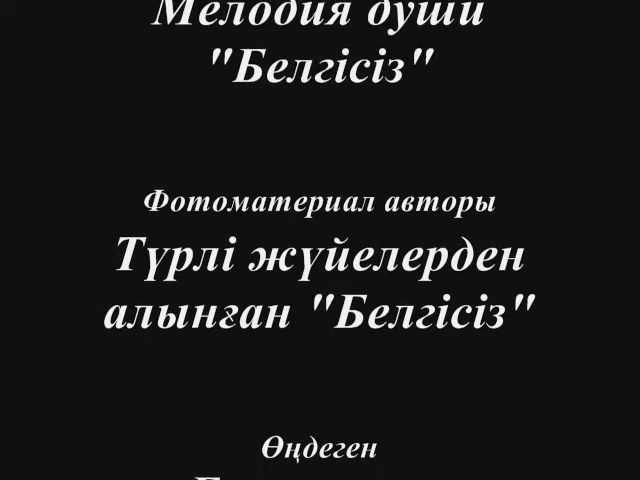 Мелодия души
"Белгісіз"
Фотоматериал авторы
Түрлі жүйелерден
алынған "Белгісіз"
Өңдеген